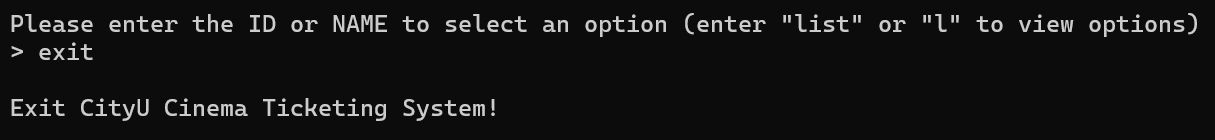 Please enter the ID or NAME to select an option (enter "list" or "l" to view options)
> exit
Exit CityU Cinema Ticketing System!